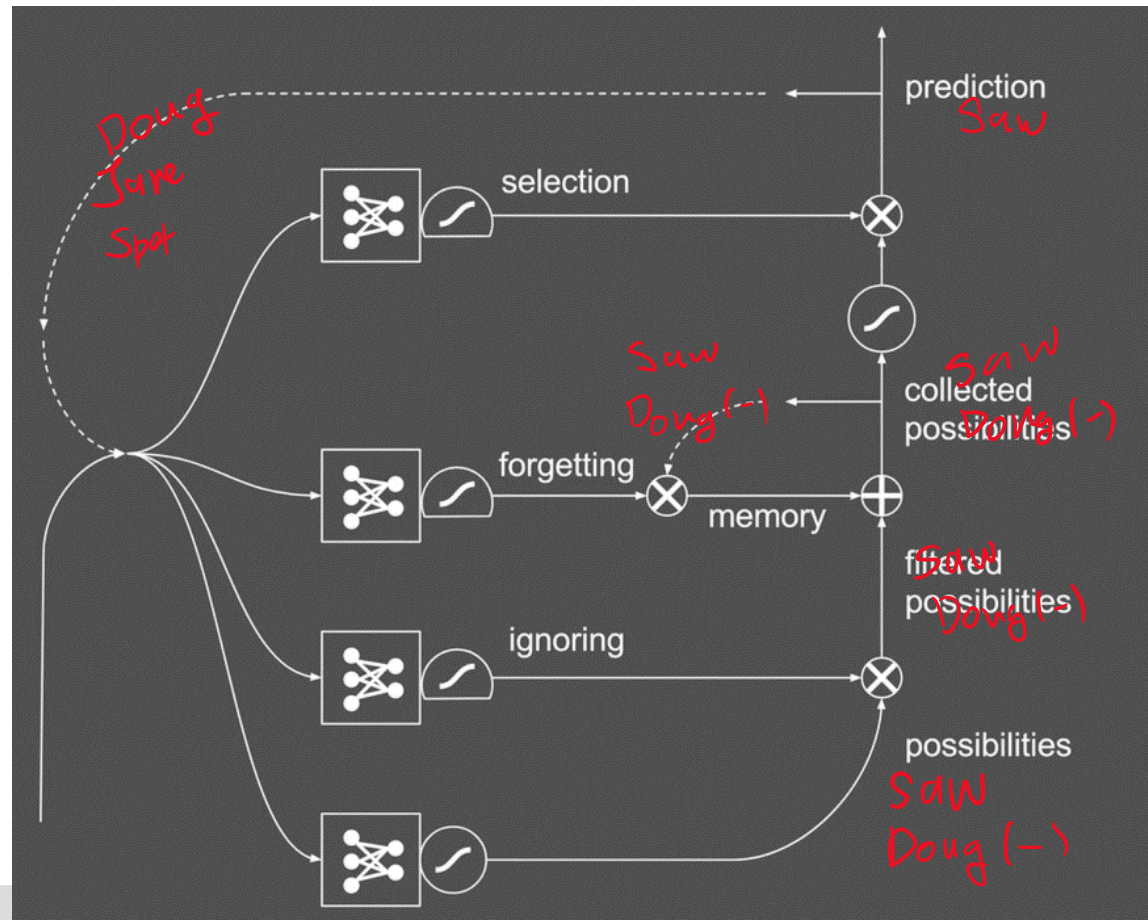 prediction
Saw
Doug
Jane
Spot
selection
Saw
Doug (-)
collected
possibilities
Saw
Doug (-)
forgetting
memory
filtered
possibilities
Saw
Doug (-)
ignoring
possibilities
Saw
Doug (-)